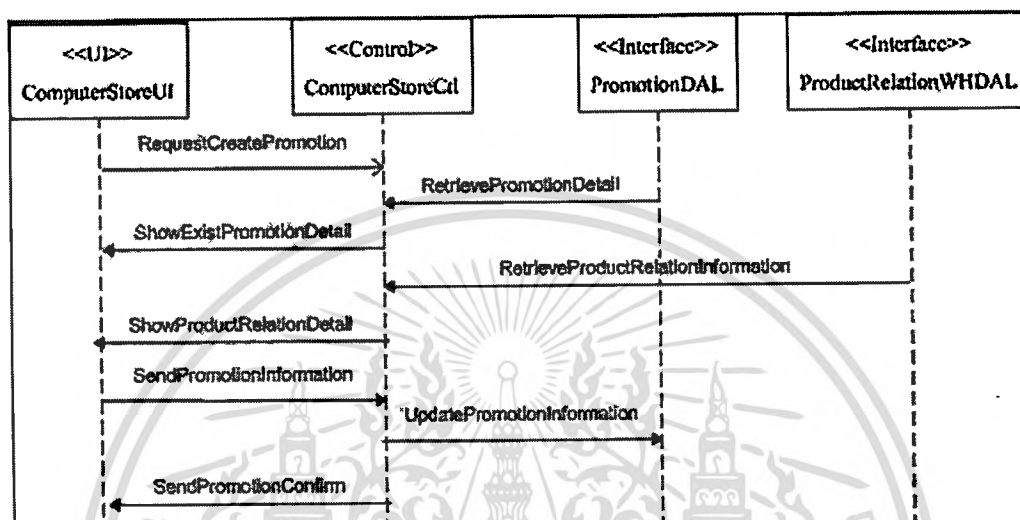 <<UI>>
ComputerStoreUI
<<Control>>
ComputerStoreCtl
<<Interface>>
PromotionDAL
<<Interface>>
ProductRelationWHDAL
RequestCreatePromotion
RetrievePromotionDetail
ShowExistPromotionDetail
RetrieveProductRelationInformation
ShowProductRelationDetail
SendPromotionInformation
UpdatePromotionInformation
SendPromotionConfirm